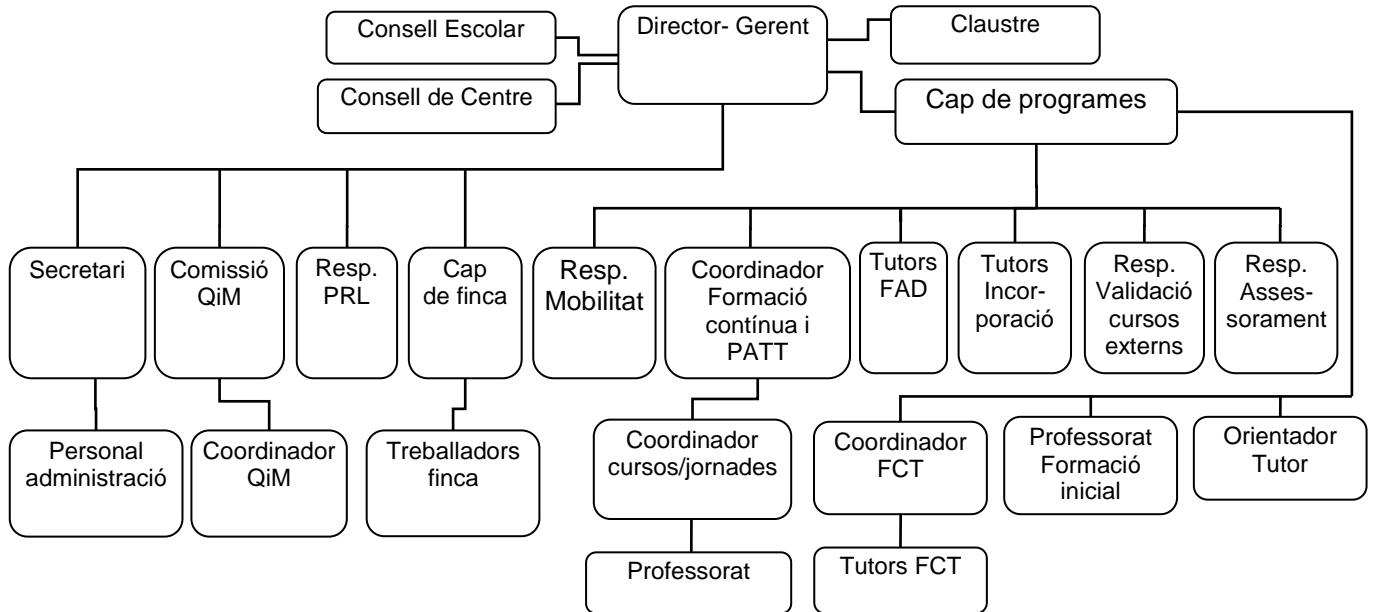 Consell Escolar
Director- Gerent
Claustre
Consell de Centre
Cap de programes
Secretari
Comissió
QiM
Resp.
PRL
Cap
de finca
Resp.
Mobilitat
Coordinador
Formació
contínua i
PATT
Tutors
FAD
Tutors
Incor-
poració
Resp.
Validació
cursos
externs
Resp.
Asses-
sorament
Personal
administració
Coordinador
QiM
Treballadors
finca
Coordinador
cursos/jornades
Coordinador
FCT
Professorat
Formació
inicial
Orientador
Tutor
Professorat
Tutors FCT